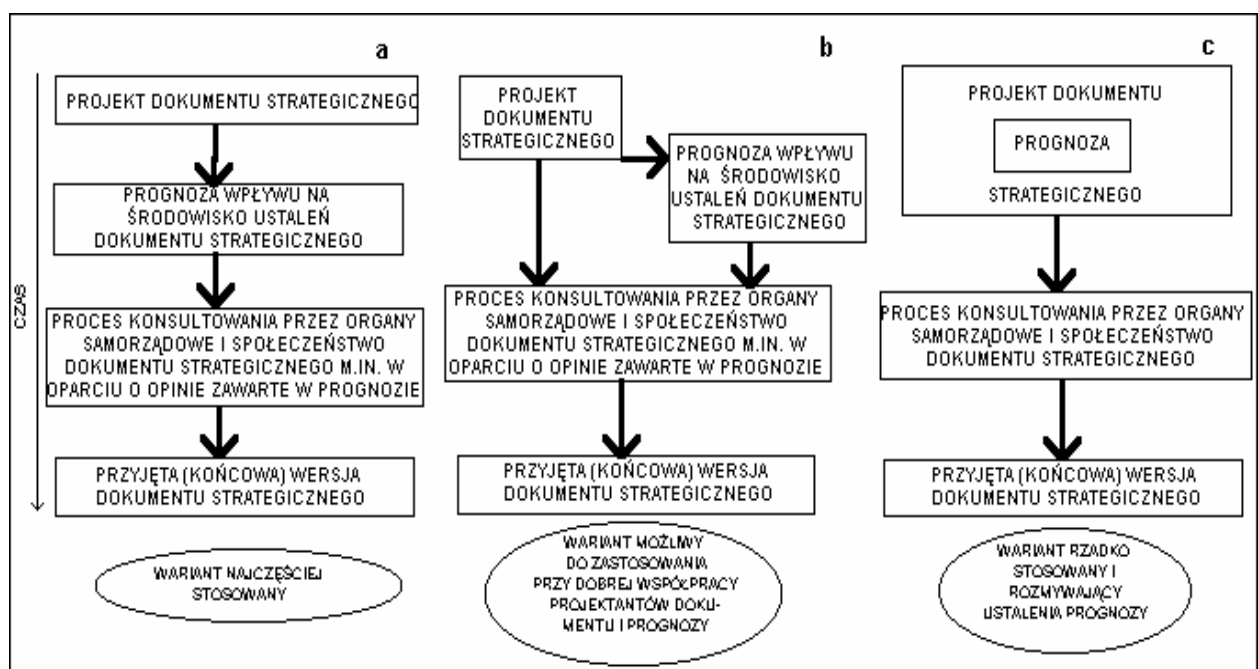 CZAS
a
PROJEKT DOKUMENTU STRATEGICZNEGO
PROGNOZA WPŁYWU NA
ŚRODOWISKO USTALEŃ
DOKUMENTU STRATEGICZNEGO
PROCES KONSULTOWANIA PRZEZ ORGANY
SAMORZĄDOWE I SPOŁECZEŃSTWO
DOKUMENTU STRATEGICZNEGO M.IN. W
OPARCIU O OPINIE ZAWARTE W PROGNOZIE
PRZYJĘTA (KOŃCOWA) WERSJA
DOKUMENTU STRATEGICZNEGO
WARIANT NAJCZĘŚCIEJ
STOSOWANY
b
PROJEKT
DOKUMENTU
STRATEGICZNEGO
PROGNOZA WPŁYWU
NA ŚRODOWISKO
USTALEŃ DOKUMENTU
STRATEGICZNEGO
PROCES KONSULTOWANIA PRZEZ ORGANY
SAMORZĄDOWE I SPOŁECZEŃSTWO
DOKUMENTU STRATEGICZNEGO M.IN. W
OPARCIU O OPINIE ZAWARTE W PROGNOZIE
PRZYJĘTA (KOŃCOWA) WERSJA
DOKUMENTU STRATEGICZNEGO
WARIANT MOŻLIWY
DO ZASTOSOWANIA
PRZY DOBREJ WSPÓŁPRACY
PROJEKTANTÓW DOKU-
MENTU I PROGNOZY
c
PROJEKT DOKUMENTU
PROGNOZA
STRATEGICZNEGO
PROCES KONSULTOWANIA PRZEZ ORGANY
SAMORZĄDOWE I SPOŁECZEŃSTWO
DOKUMENTU STRATEGICZNEGO
PRZYJĘTA (KOŃCOWA) WERSJA
DOKUMENTU STRATEGICZNEGO
WARIANT RZADKO
STOSOWANY I
ROZMYWAJĄCY
USTALENIA PROGNOZY